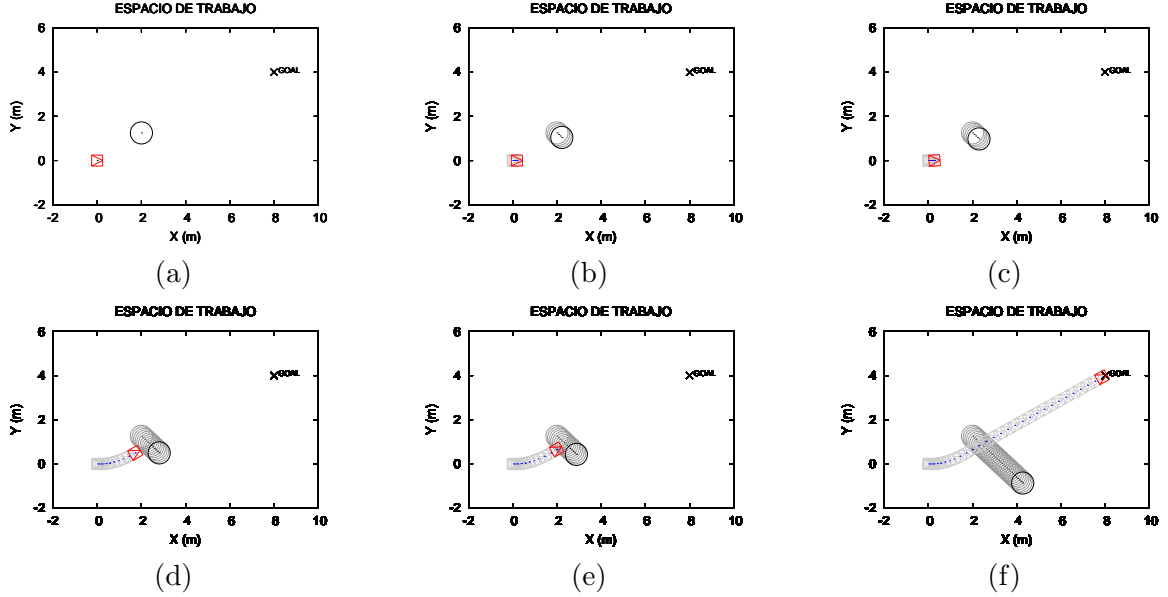 ESPACIO DE TRABAJO
6
4
2
0
-2
Y (m)
GOAL
-2 0 2 4 6 8 10
X (m)
(a)
ESPACIO DE TRABAJO
6
4
2
0
-2
Y (m)
GOAL
-2 0 2 4 6 8 10
X (m)
(b)
ESPACIO DE TRABAJO
6
4
2
0
-2
Y (m)
GOAL
-2 0 2 4 6 8 10
X (m)
(c)
ESPACIO DE TRABAJO
6
4
2
0
-2
Y (m)
GOAL
-2 0 2 4 6 8 10
X (m)
(d)
ESPACIO DE TRABAJO
6
4
2
0
-2
Y (m)
GOAL
-2 0 2 4 6 8 10
X (m)
(e)
ESPACIO DE TRABAJO
6
4
2
0
-2
Y (m)
GOAL
-2 0 2 4 6 8 10
X (m)
(f)